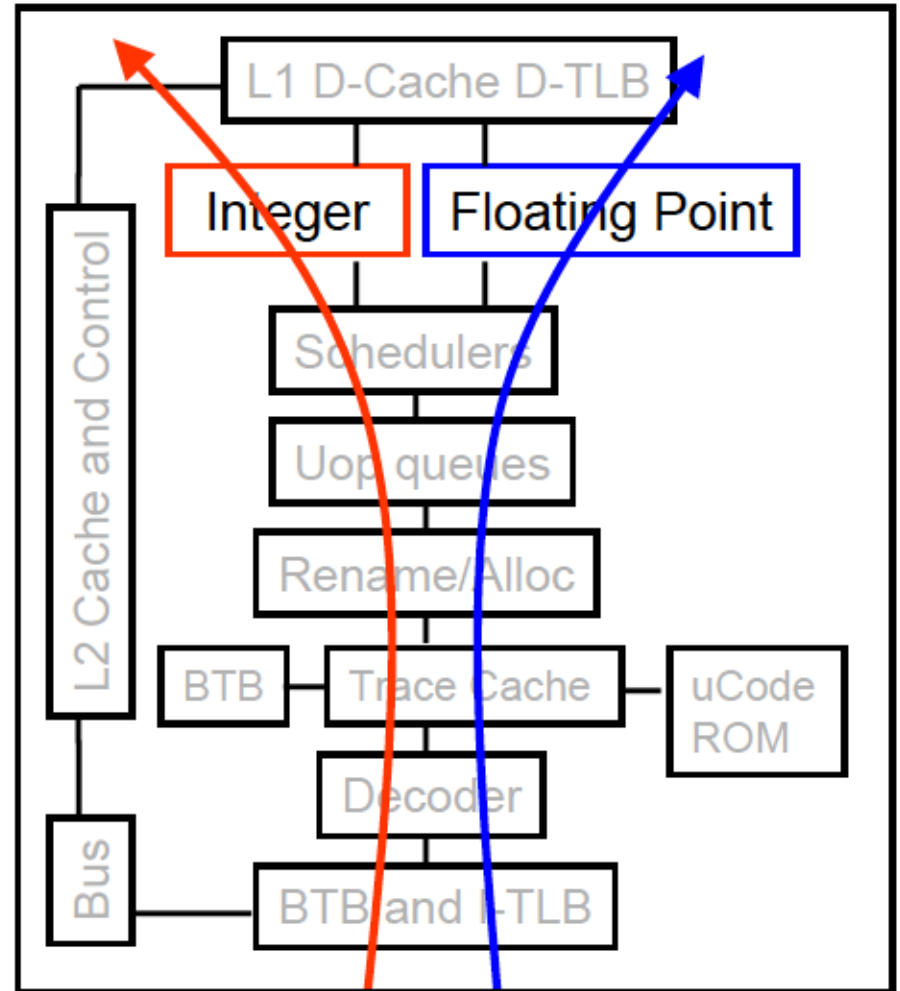 L1 D-Cache D-TLB
Integer
Floating Point
L2 Cache and Control
Schedulers
Uop queues
Rename/Alloc
BTB
Trace Cache
uCode
ROM
Decoder
Bus
BTB and I-TLB